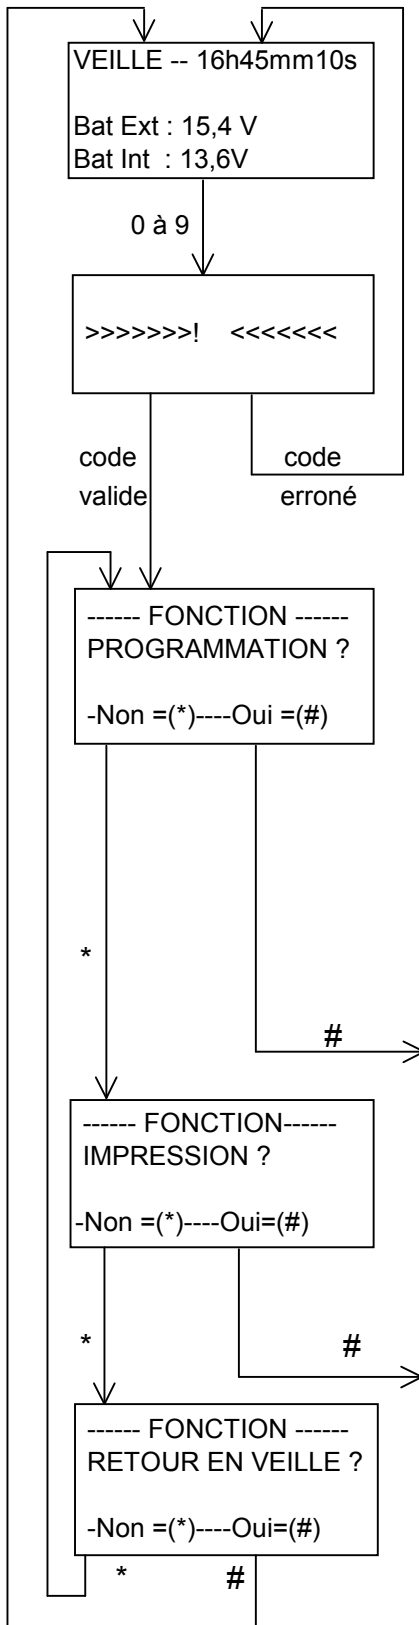 VEILLE -- 16h45mm10s
Bat Ext : 15,4 V
Bat Int : 13,6V
0 à 9
>>>>>>>! <<<<<<<
code valide
code erroné
------ FONCTION ------
PROGRAMMATION ?
-Non =(*)----Oui =(#)
*
#
------ FONCTION------
IMPRESSION ?
-Non =(*)----Oui=(#)
*
#
------ FONCTION ------
RETOUR EN VEILLE ?
-Non =(*)----Oui=(#)
* #